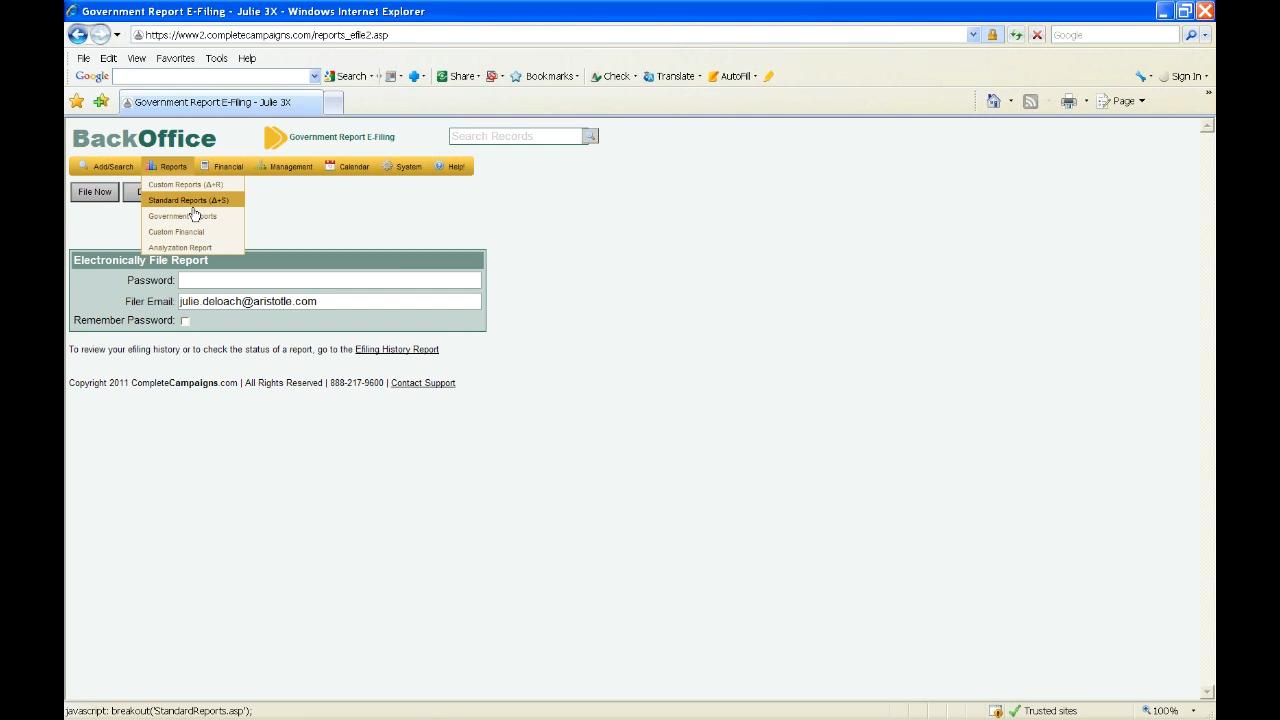 Government Report E-Filing - Julie 3X - Windows Internet Explorer
https://www2.completecampaigns.com/reports_efile2.asp
Google
File Edit View Favorites Tools Help
Google Search Share Bookmarks Check Translate AutoFill Sign In
Government Report E-Filing - Julie 3X
Page
BackOffice Government Report E-Filing Search Records
Add/Search Reports Financial Management Calendar System Help!
Custom Reports (Δ+R)
File Now D
Standard Reports (Δ+S)
Government ports
Custom Financial
Analyzation Report
Electronically File Report
Password:
Filer Email: julie.deloach@aristotle.com
Remember Password:
To review your efiling history or to check the status of a report, go to the Efiling History Report
Copyright 2011 CompleteCampaigns.com | All Rights Reserved | 888-217-9600 | Contact Support
javascript: breakout('StandardReports.asp'); Trusted sites 100%